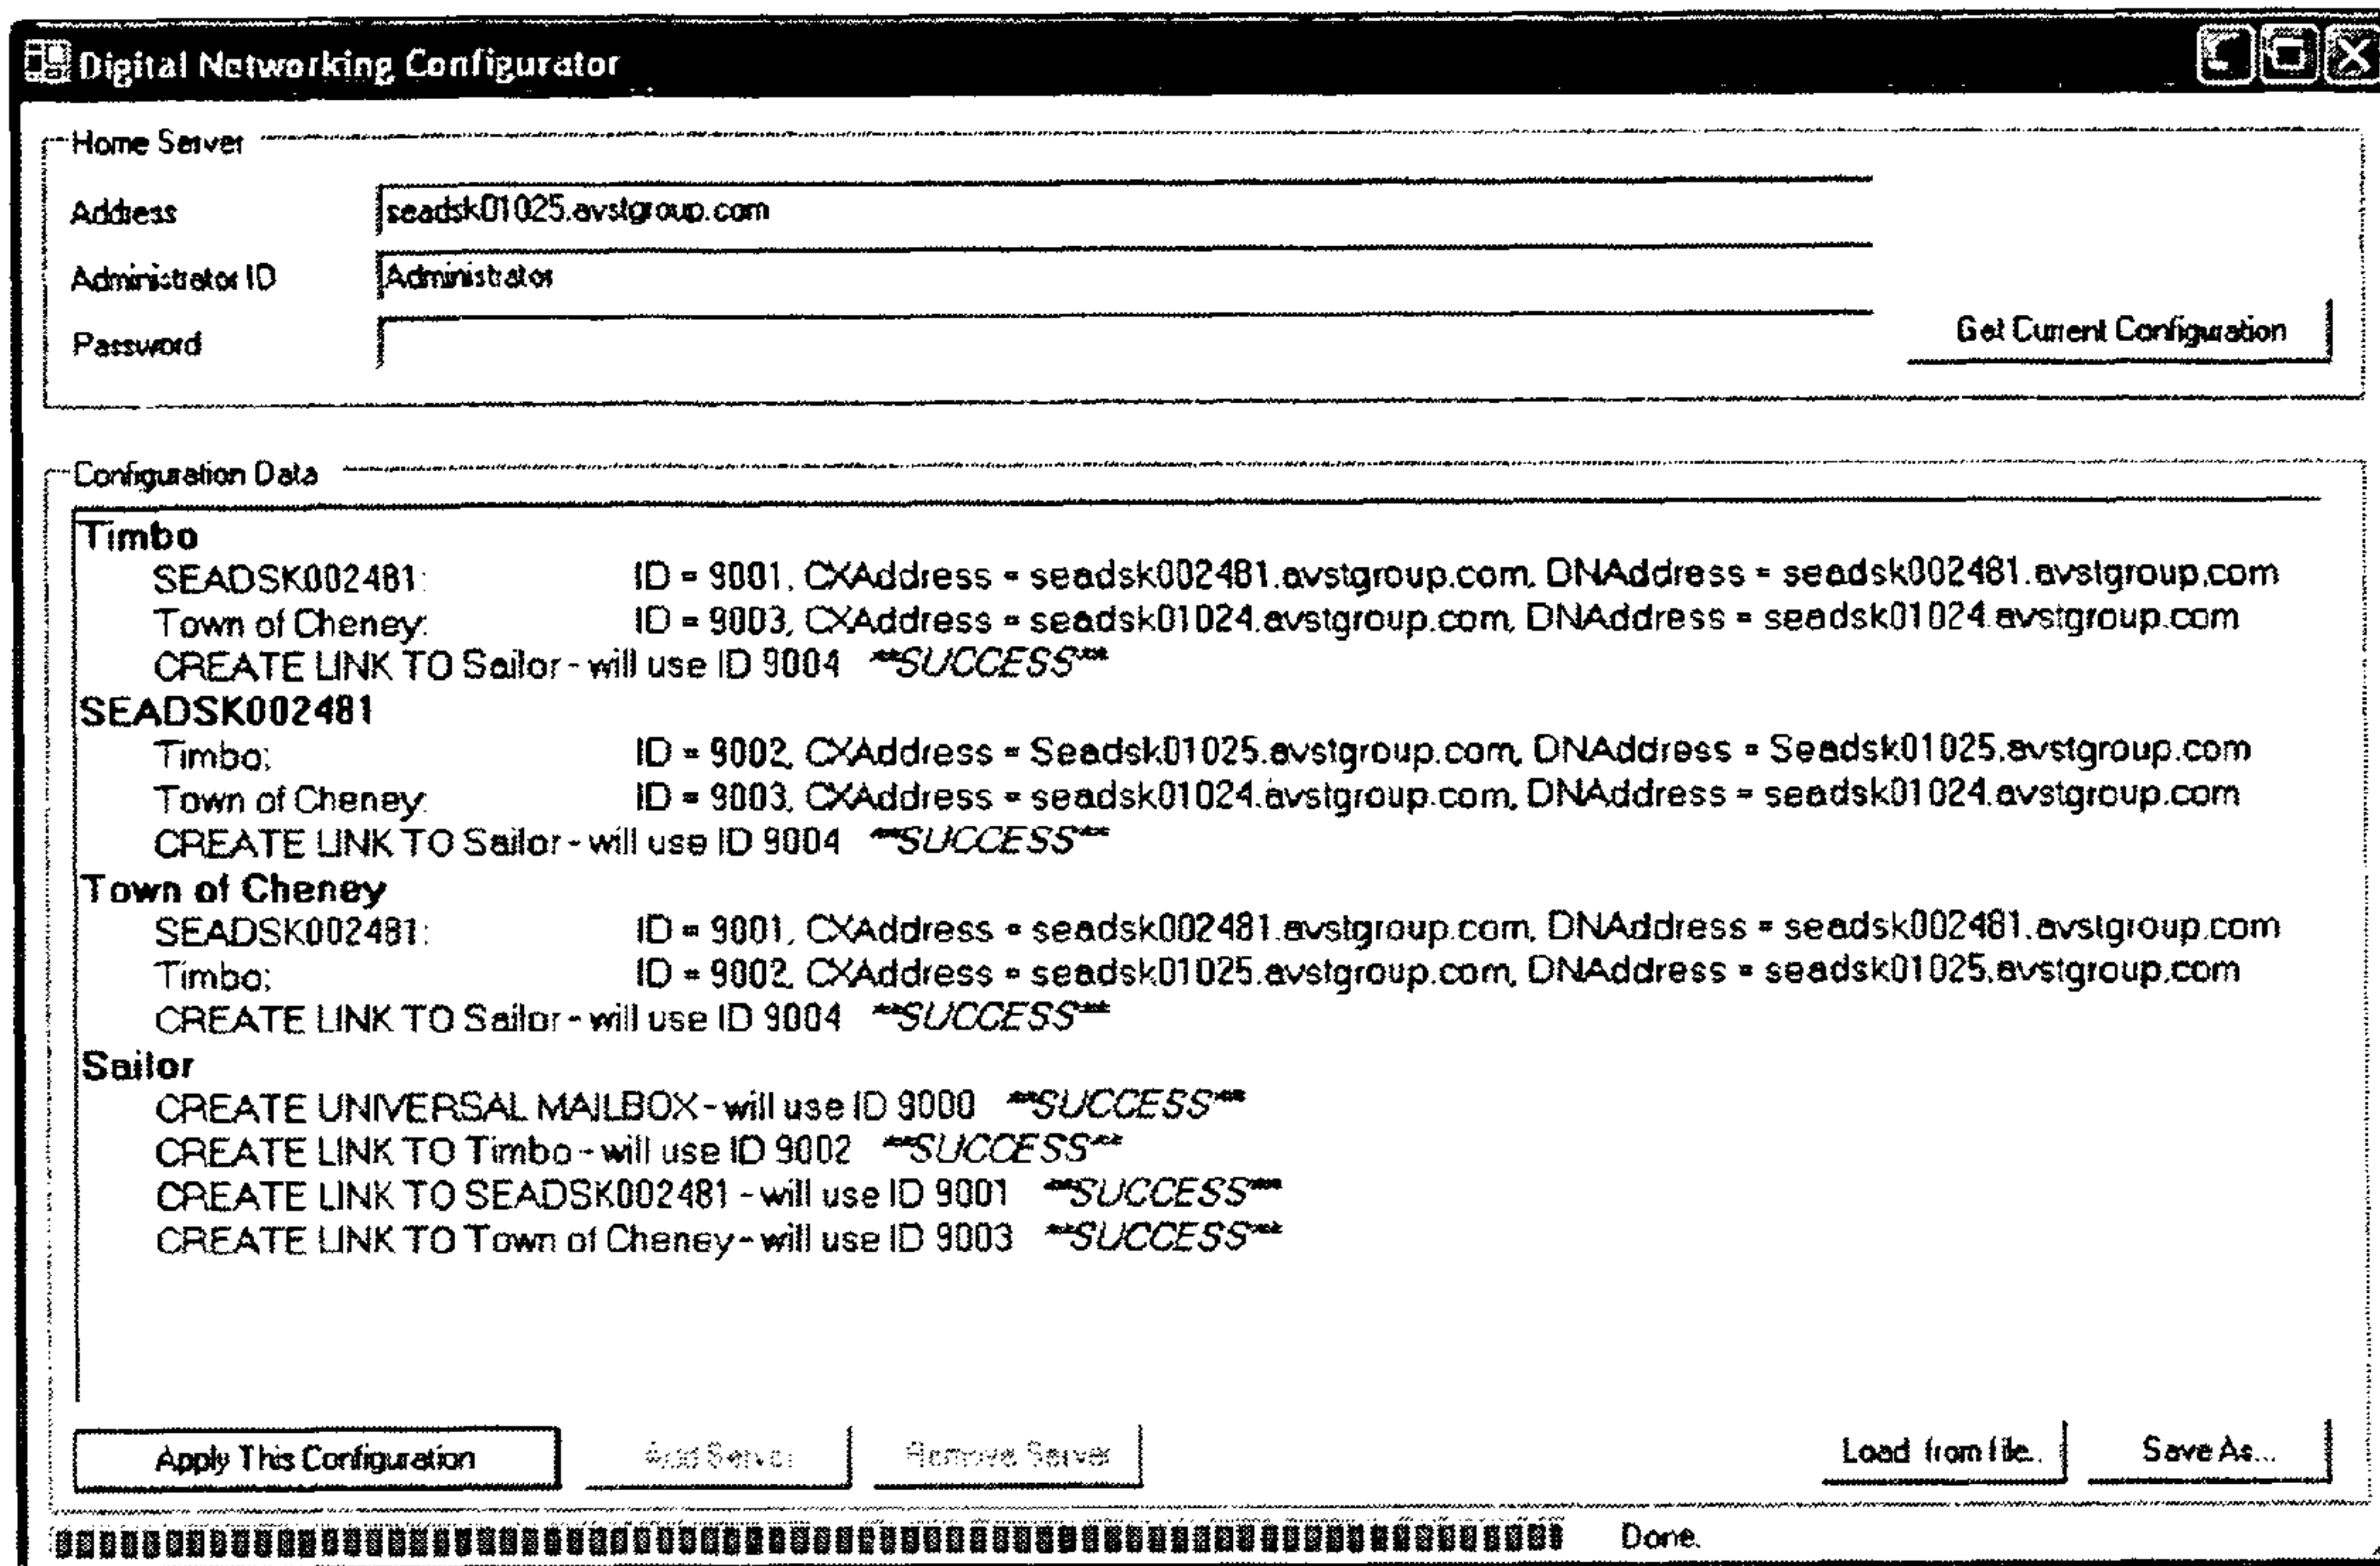 Digital Networking Configurator
Home Server
Address seadsk01025.avstgroup.com
Administrator ID Administrator
Password
Get Current Configuration
Configuration Data
Timbo
SEADSK002481: ID = 9001, CXAddress = seadsk002481.avstgroup.com, DNAddress = seadsk002481.avstgroup.com
Town of Cheney: ID = 9003, CXAddress = seadsk01024.avstgroup.com, DNAddress = seadsk01024.avstgroup.com
CREATE LINK TO Sailor - will use ID 9004 **SUCCESS**
SEADSK002481
Timbo: ID = 9002, CXAddress = Seadsk01025.avstgroup.com, DNAddress = Seadsk01025.avstgroup.com
Town of Cheney: ID = 9003, CXAddress = seadsk01024.avstgroup.com, DNAddress = seadsk01024.avstgroup.com
CREATE LINK TO Sailor - will use ID 9004 **SUCCESS**
Town of Cheney
SEADSK002481: ID = 9001, CXAddress = seadsk002481.avstgroup.com, DNAddress = seadsk002481.avstgroup.com
Timbo: ID = 9002, CXAddress = seadsk01025.avstgroup.com, DNAddress = seadsk01025.avstgroup.com
CREATE LINK TO Sailor - will use ID 9004 **SUCCESS**
Sailor
CREATE UNIVERSAL MAILBOX - will use ID 9000 **SUCCESS**
CREATE LINK TO Timbo - will use ID 9002 **SUCCESS**
CREATE LINK TO SEADSK002481 - will use ID 9001 **SUCCESS**
CREATE LINK TO Town of Cheney - will use ID 9003 **SUCCESS**
Apply This Configuration Add Server Remove Server Load from file.. Save As...
Done.